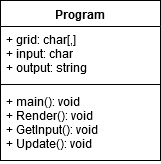 Program
+ grid: char[,]
+ input: char
+ output: string
+ main(): void
+ Render(): void
+ GetInput(): void
+ Update(): void